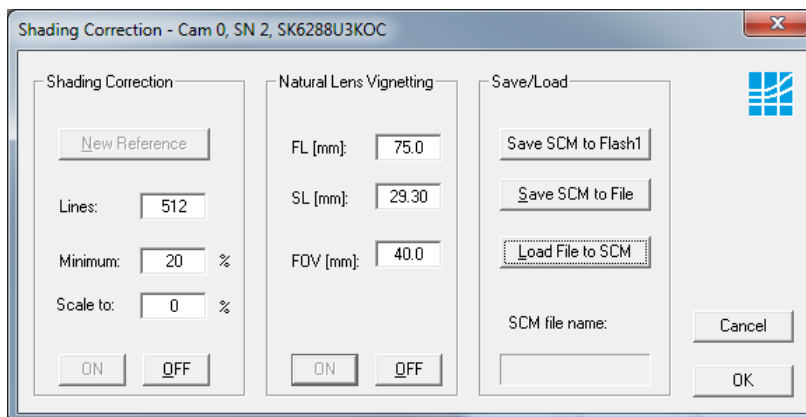 Shading Correction - Cam 0, SN 2, SK6288U3KOC
x
Shading Correction
New Reference
Lines: 512
Minimum: 20 %
Scale to: 0 %
ON OFF
Natural Lens Vignetting
FL [mm]: 75.0
SL [mm]: 29.30
FOV [mm]: 40.0
ON OFF
Save/Load
Save SCM to Flash1
Save SCM to File
Load File to SCM
SCM file name:
Cancel
OK